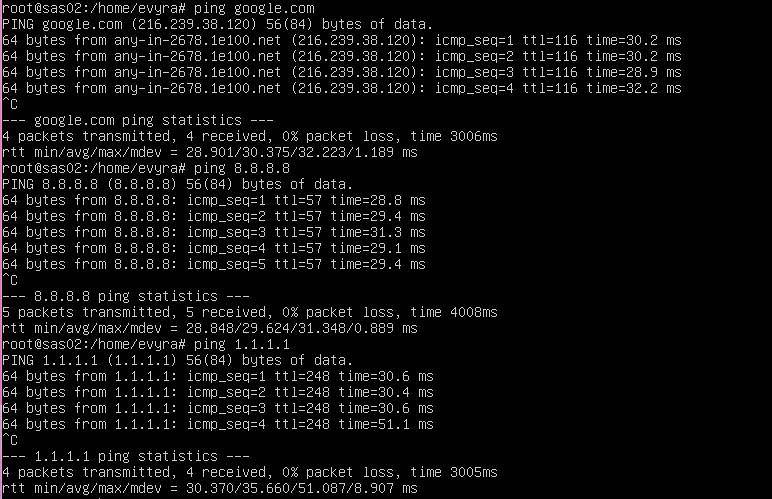 root@sas02:/home/evyra# ping google.com
PING google.com (216.239.38.120) 56(84) bytes of data.
64 bytes from any-in-2678.1e100.net (216.239.38.120): icmp_seq=1 ttl=116 time=30.2 ms
64 bytes from any-in-2678.1e100.net (216.239.38.120): icmp_seq=2 ttl=116 time=30.2 ms
64 bytes from any-in-2678.1e100.net (216.239.38.120): icmp_seq=3 ttl=116 time=28.9 ms
64 bytes from any-in-2678.1e100.net (216.239.38.120): icmp_seq=4 ttl=116 time=32.2 ms
^C
--- google.com ping statistics ---
4 packets transmitted, 4 received, 0% packet loss, time 3006ms
rtt min/avg/max/mdev = 28.901/30.375/32.223/1.189 ms
root@sas02:/home/evyra# ping 8.8.8.8
PING 8.8.8.8 (8.8.8.8) 56(84) bytes of data.
64 bytes from 8.8.8.8: icmp_seq=1 ttl=57 time=28.8 ms
64 bytes from 8.8.8.8: icmp_seq=2 ttl=57 time=29.4 ms
64 bytes from 8.8.8.8: icmp_seq=3 ttl=57 time=31.3 ms
64 bytes from 8.8.8.8: icmp_seq=4 ttl=57 time=29.1 ms
64 bytes from 8.8.8.8: icmp_seq=5 ttl=57 time=29.4 ms
^C
--- 8.8.8.8 ping statistics ---
5 packets transmitted, 5 received, 0% packet loss, time 4008ms
rtt min/avg/max/mdev = 28.848/29.624/31.348/0.889 ms
root@sas02:/home/evyra# ping 1.1.1.1
PING 1.1.1.1 (1.1.1.1) 56(84) bytes of data.
64 bytes from 1.1.1.1: icmp_seq=1 ttl=248 time=30.6 ms
64 bytes from 1.1.1.1: icmp_seq=2 ttl=248 time=30.4 ms
64 bytes from 1.1.1.1: icmp_seq=3 ttl=248 time=30.6 ms
64 bytes from 1.1.1.1: icmp_seq=4 ttl=248 time=51.1 ms
^C
--- 1.1.1.1 ping statistics ---
4 packets transmitted, 4 received, 0% packet loss, time 3005ms
rtt min/avg/max/mdev = 30.370/35.660/51.087/8.907 ms